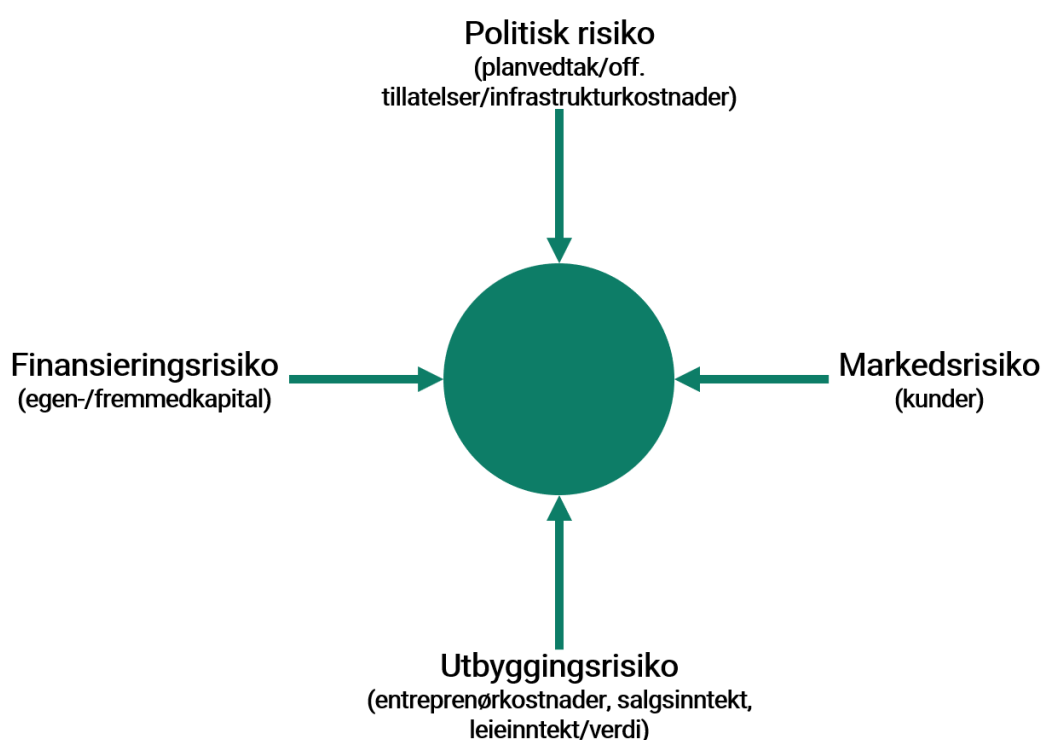 Politisk risiko
(planvedtak/off.
tillatelser/infrastrukturkostnader)
Finansieringsrisiko
(egen-/fremmedkapital)
Markedsrisiko
(kunder)
Utbyggingsrisiko
(entreprenørkostnader, salgsinntekt,
leieinntekt/verdi)